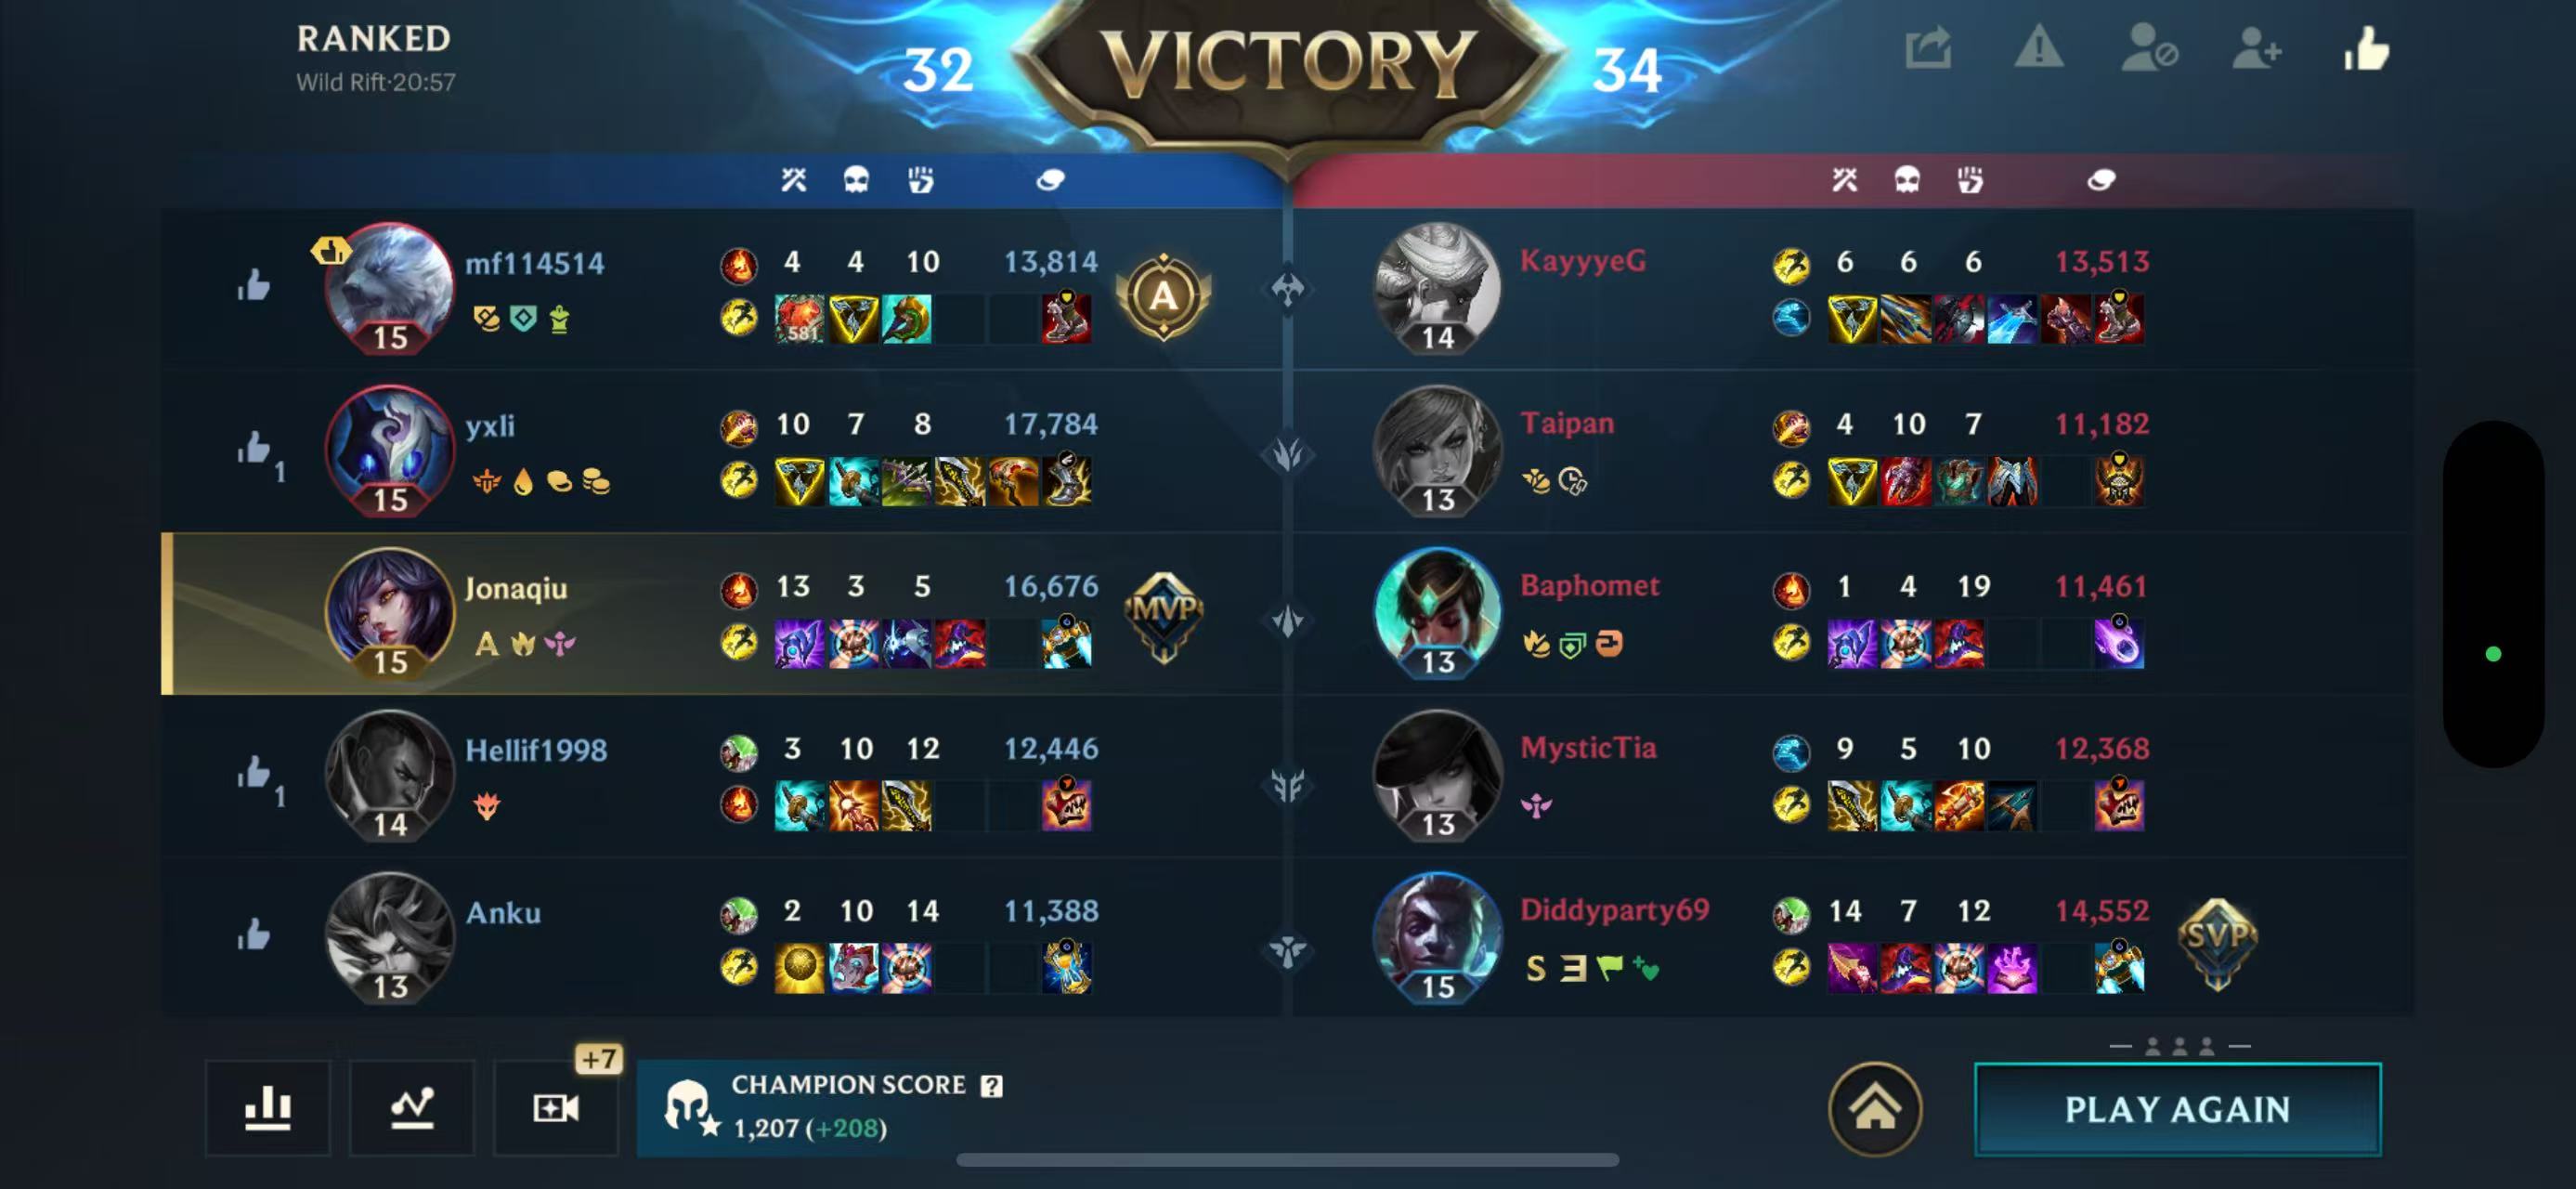 RANKED
Wild Rift·20:57
32
VICTORY
34
mf114514
15
4 4 10 13,814
581
A
KayyyeG
14
6 6 6 13,513
yxli
15
1
10 7 8 17,784
Taipan
13
4 10 7 11,182
Jonaqiu
A
15
13 3 5 16,676
MVP
Baphomet
13
1 4 19 11,461
Hellif1998
14
1
3 10 12 12,446
MysticTia
13
9 5 10 12,368
Anku
13
2 10 14 11,388
Diddyparty69
S
15
14 7 12 14,552
SVP
+7
CHAMPION SCORE ?
1,207 (+208)
PLAY AGAIN